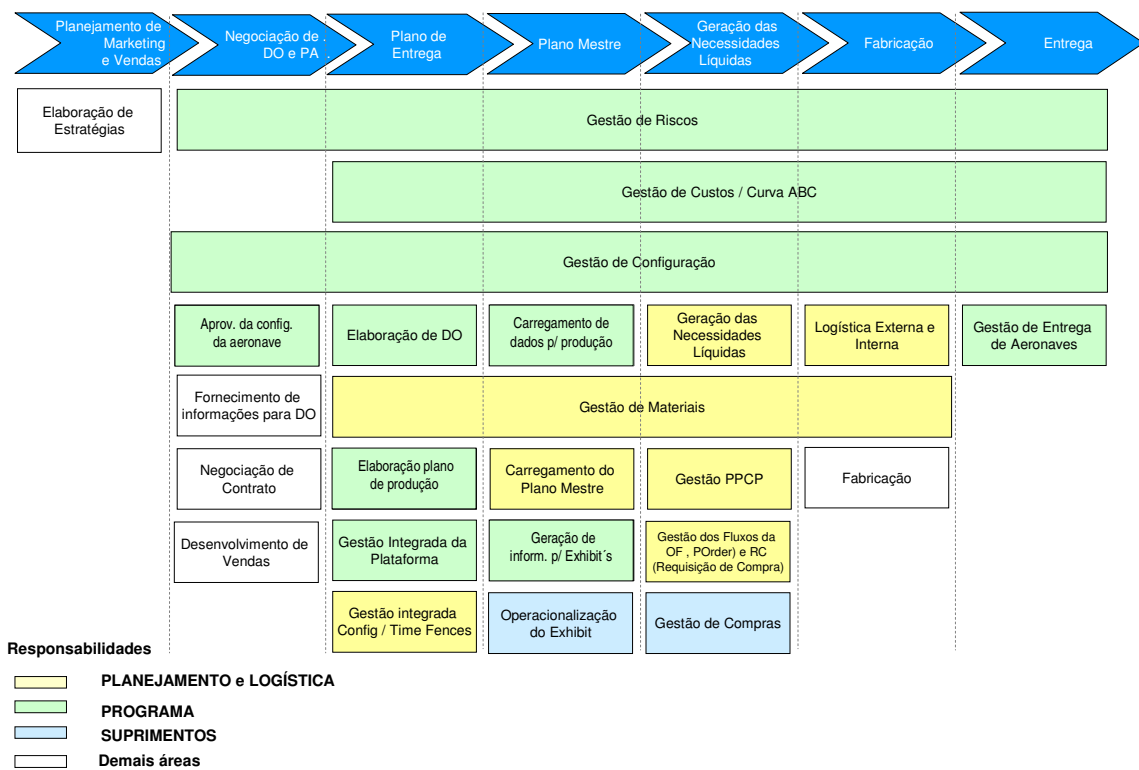 Planejamento de
Marketing
e Vendas
Negociação de .
DO e PA .
Plano de
Entrega
Plano Mestre
Geração das
Necessidades
Líquidas
Fabricação
Entrega
Elaboração de
Estratégias
Gestão de Riscos
Gestão de Custos / Curva ABC
Gestão de Configuração
Aprov. da config.
da aeronave
Elaboração de DO
Carregamento de
dados p/ produção
Geração das
Necessidades
Líquidas
Logística Externa e
Interna
Gestão de Entrega
de Aeronaves
Fornecimento de
informações para DO
Gestão de Materiais
Negociação de
Contrato
Elaboração plano
de produção
Carregamento do
Plano Mestre
Gestão PPCP
Fabricação
Desenvolvimento de
Vendas
Gestão Integrada da
Plataforma
Geração de
inform. p/ Exhibit´s
Gestão dos Fluxos da
OF , POrder) e RC
(Requisição de Compra)
Gestão integrada
Config / Time Fences
Operacionalização
do Exhibit
Gestão de Compras
Responsabilidades
PLANEJAMENTO e LOGÍSTICA
PROGRAMA
SUPRIMENTOS
Demais áreas